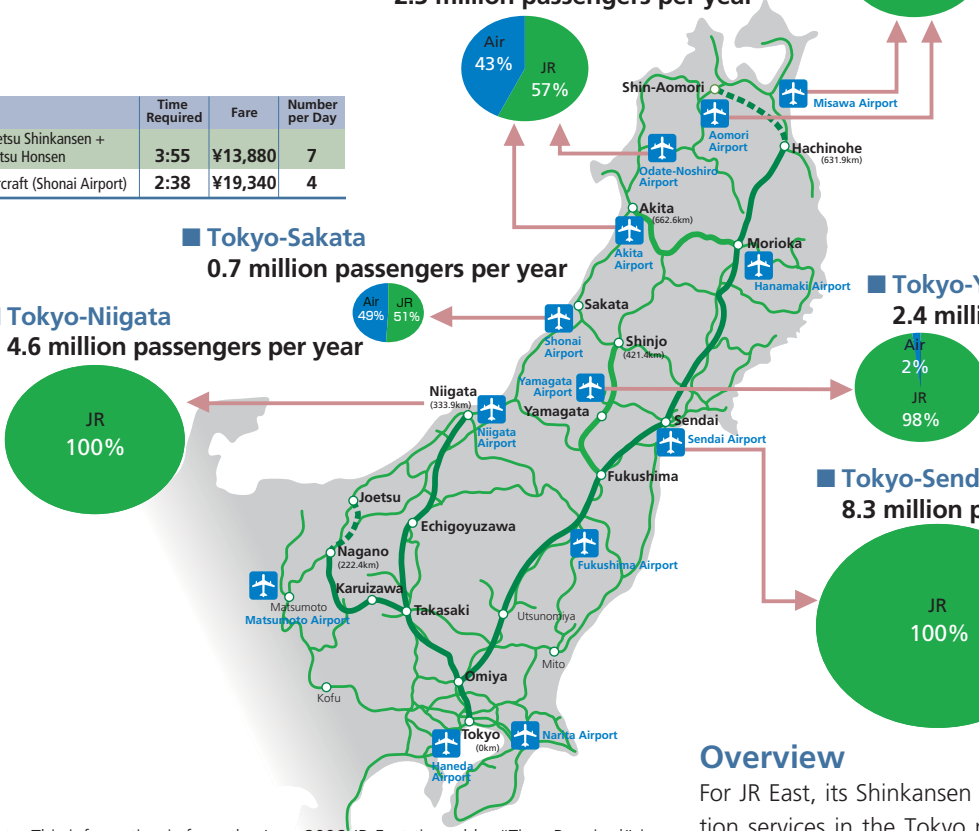 2.5 million passengers per year
Air
43%
JR
57%
Time Required
Fare
Number per Day
etsu Shinkansen +
tsu Honsen
3:55
¥13,880
7
rcraft (Shonai Airport)
2:38
¥19,340
4
Shin-Aomori
Misawa Airport
Aomori
Airport
Hachinohe
(631.9km)
Odate-Noshiro
Airport
Akita
(662.6km)
Akita
Airport
Morioka
Hanamaki Airport
■ Tokyo-Sakata
0.7 million passengers per year
Air
49%
JR
51%
Sakata
Shonai
Airport
■ Tokyo-Y
2.4 milli
Air
2%
JR
98%
Tokyo-Niigata
4.6 million passengers per year
JR
100%
Shinjo
(421.4km)
Yamagata
Airport
Yamagata
Niigata
(333.9km)
Niigata
Airport
Sendai
Sendai Airport
Fukushima
■ Tokyo-Send
8.3 million p
JR
100%
Joetsu
Echigoyuzawa
Nagano
(222.4km)
Fukushima Airport
Karuizawa
Matsumoto
Matsumoto Airport
Takasaki
Utsunomiya
Mito
Omiya
Kofu
Tokyo
(0km)
Narita Airport
Haneda
Airport
Overview
For JR East, its Shinkansen